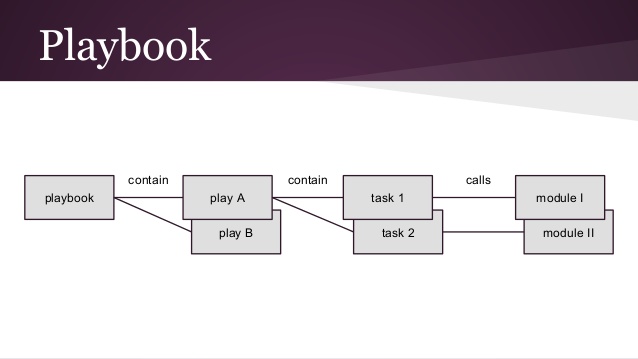 Playbook
contain
contain
calls
playbook
play A
task 1
module I
play B
task 2
module II